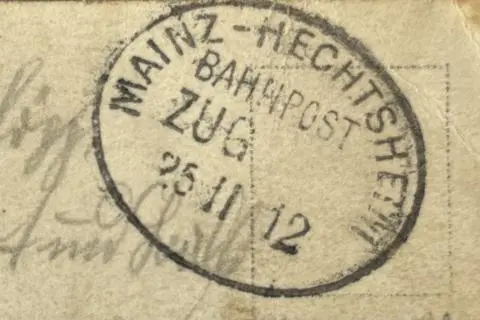 MAINZ-HECHTSHEIM
BAHNPOST
ZUG
25 11 12